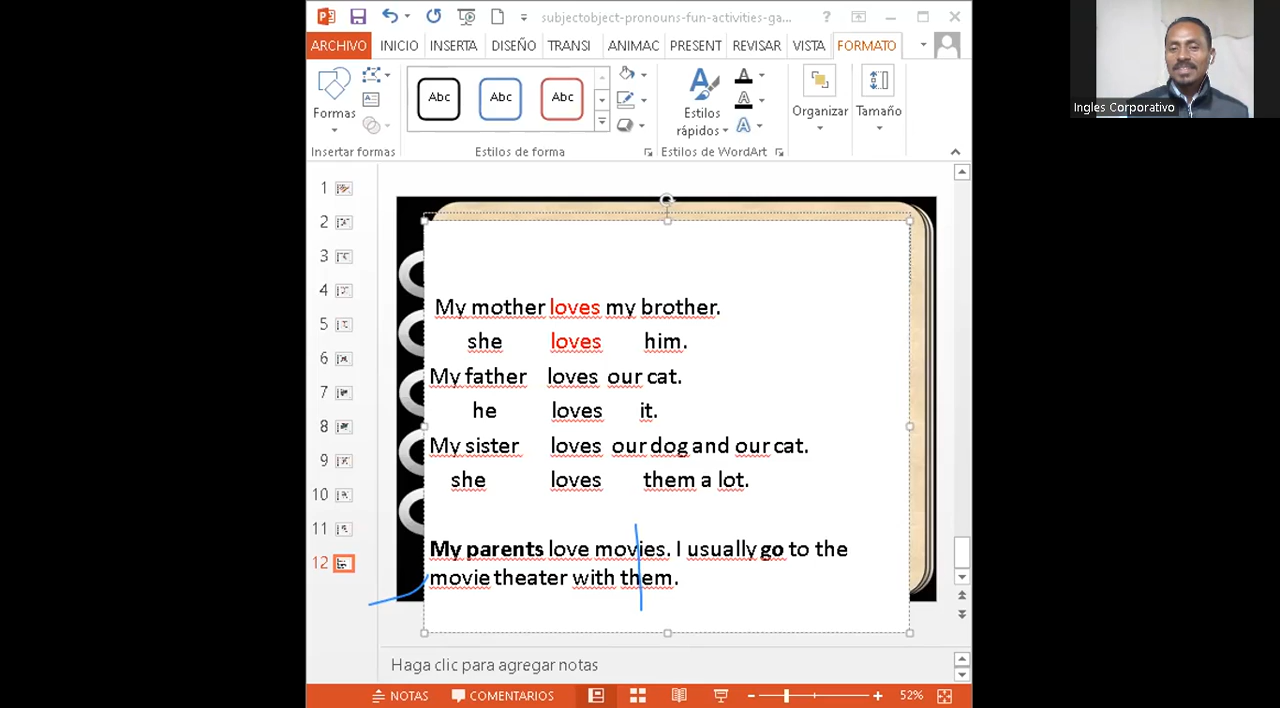 subjectobject-pronouns-fun-activities-ga...
ARCHIVO INICIO INSERTA DISEÑO TRANSI ANIMAC PRESENT REVISAR VISTA FORMATO
Formas
Abc Abc Abc
Estilos rápidos
Organizar
Tamaño
Insertar formas
Estilos de forma
Estilos de WordArt
Ingles Corporativo
1
2
3
4
5
6
7
8
9
10
11
12
My mother loves my brother.
she loves him.
My father loves our cat.
he loves it.
My sister loves our dog and our cat.
she loves them a lot.
My parents love movies. I usually go to the
movie theater with them.
Haga clic para agregar notas
NOTAS COMENTARIOS 52%